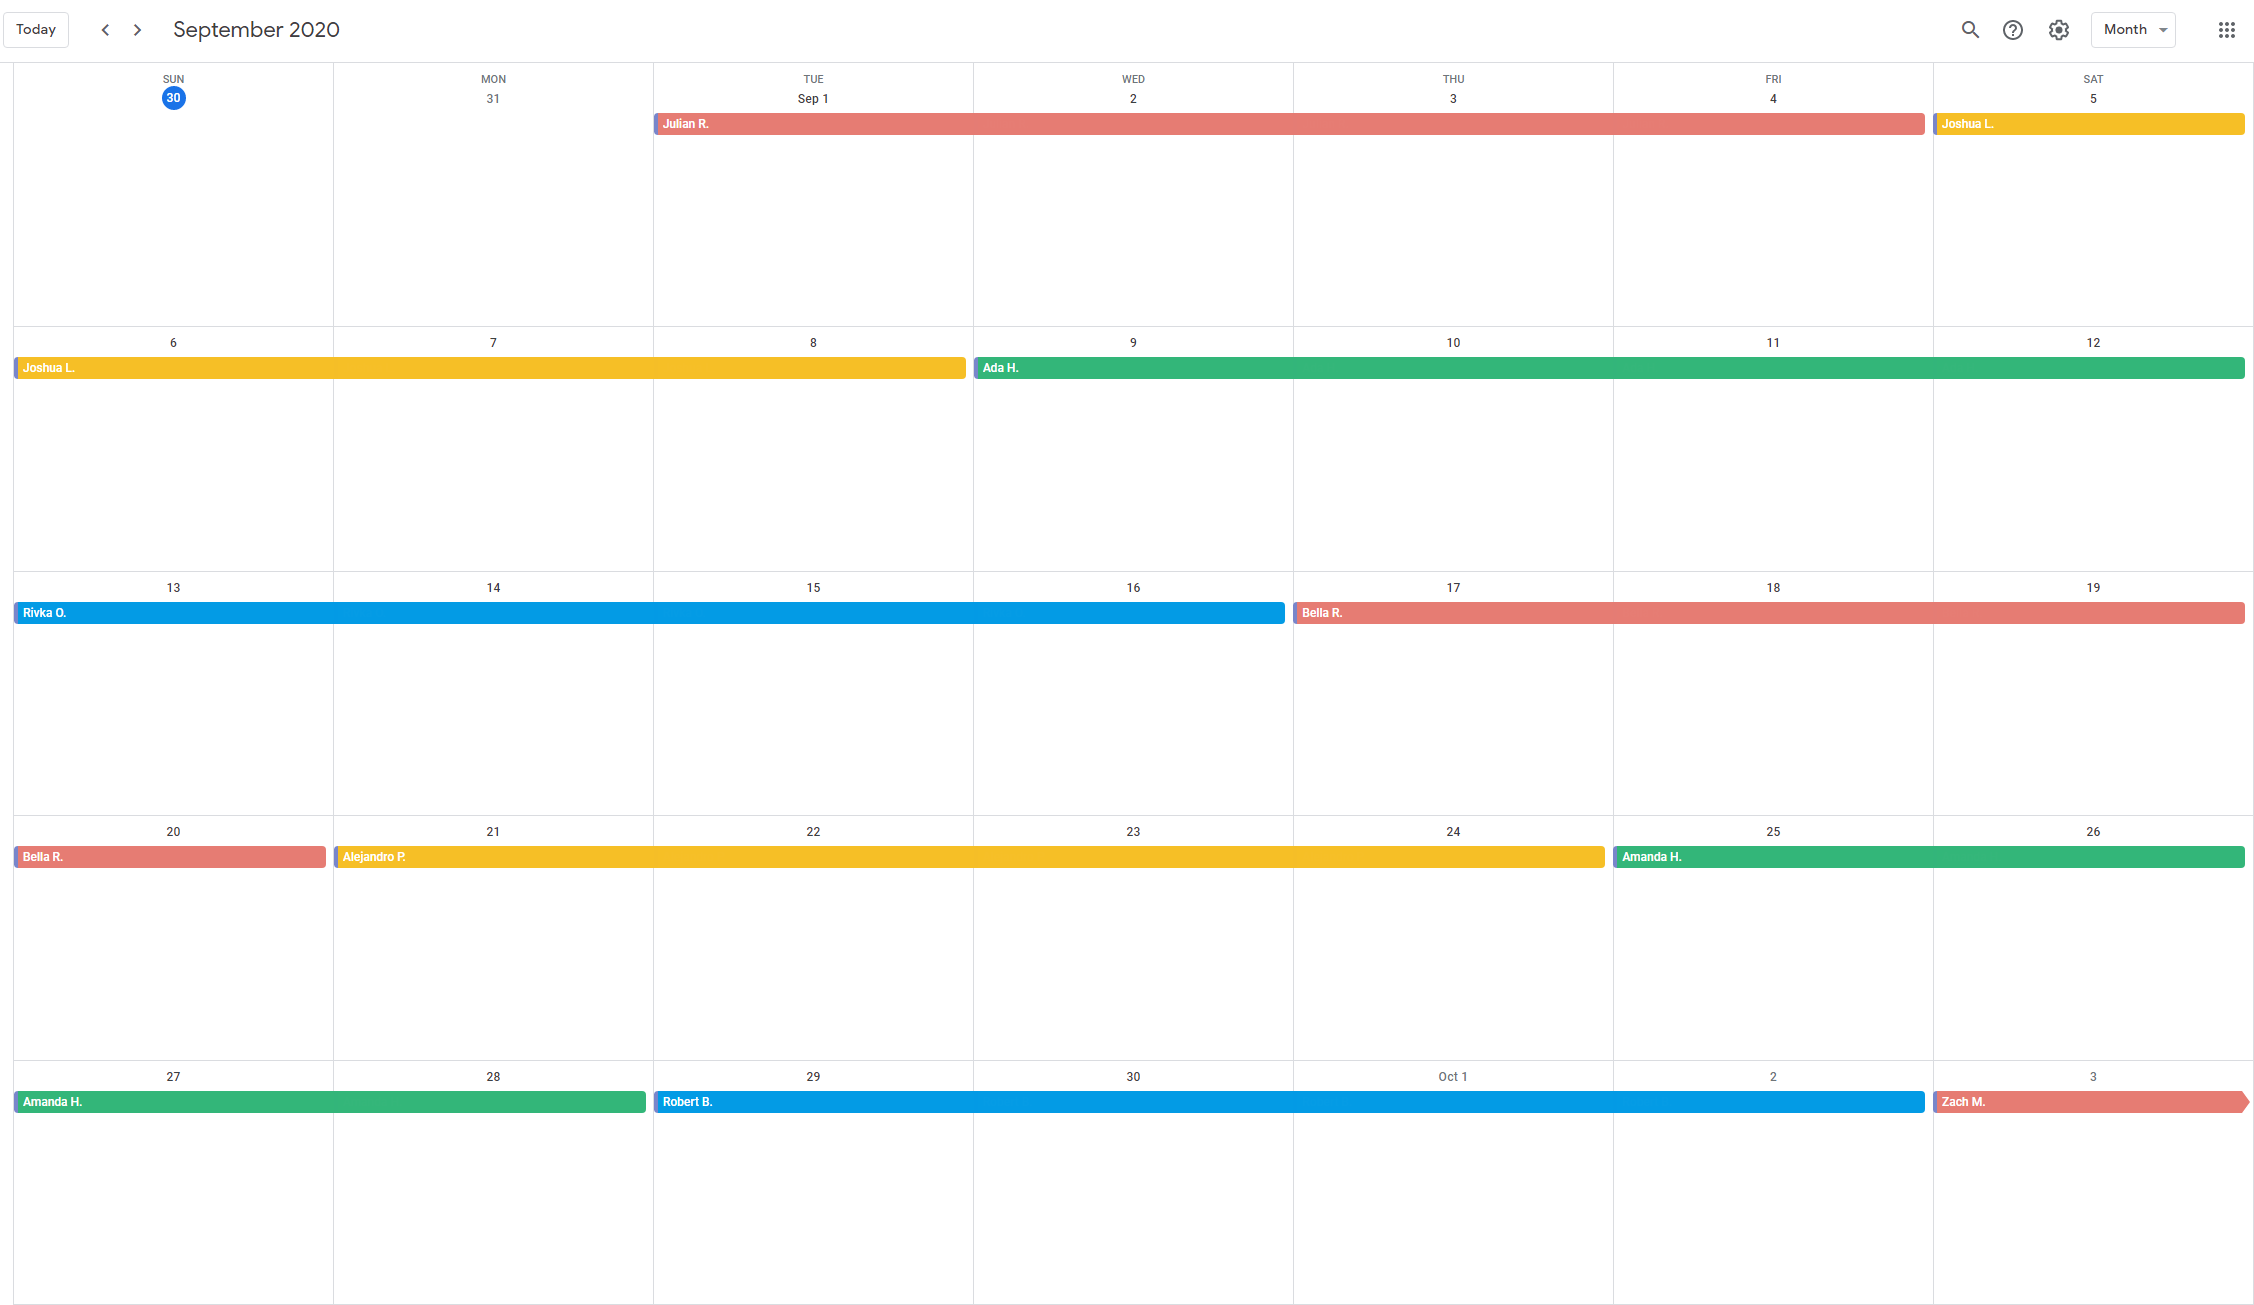 Today September 2020 Month
SUN MON TUE WED THU FRI SAT
30 31 Sep 1 2 3 4 5
Julian R. Joshua L.
6 7 8 9 10 11 12
Joshua L. Ada H.
13 14 15 16 17 18 19
Rivka O. Bella R.
20 21 22 23 24 25 26
Bella R. Alejandro P. Amanda H.
27 28 29 30 Oct 1 2 3
Amanda H. Robert B. Zach M.